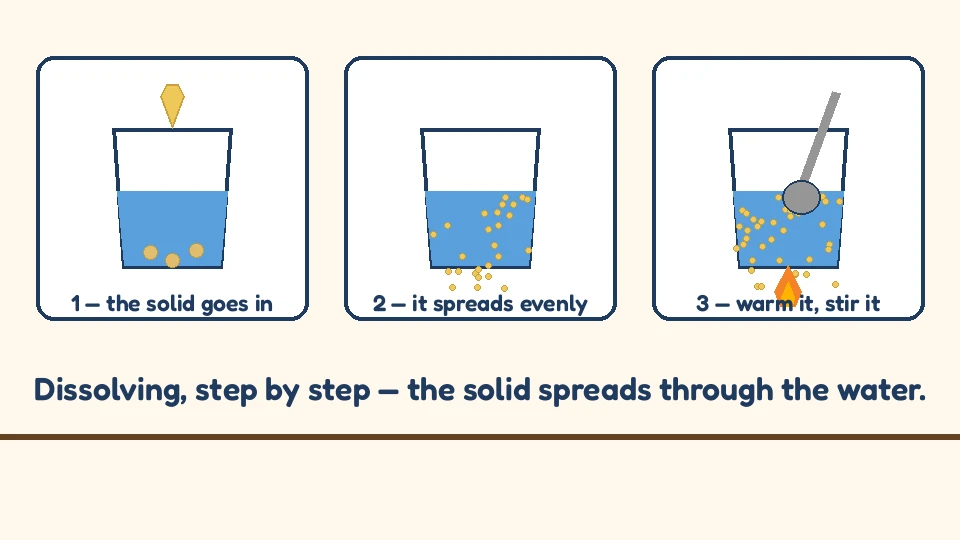 1 – the solid goes in
2 – it spreads evenly
3 – warm it, stir it
Dissolving, step by step – the solid spreads through the water.